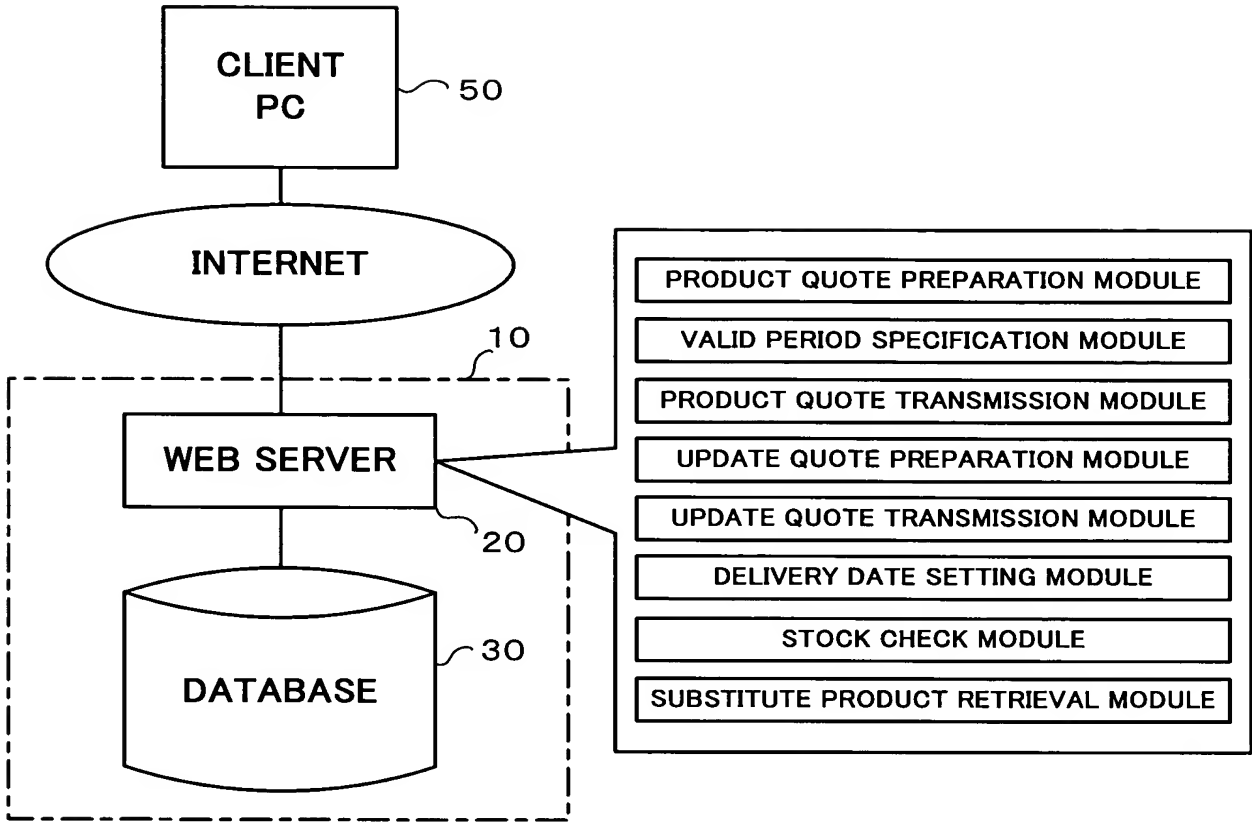 CLIENT
PC
50
INTERNET
10
WEB SERVER
20
DATABASE
30
PRODUCT QUOTE PREPARATION MODULE
VALID PERIOD SPECIFICATION MODULE
PRODUCT QUOTE TRANSMISSION MODULE
UPDATE QUOTE PREPARATION MODULE
UPDATE QUOTE TRANSMISSION MODULE
DELIVERY DATE SETTING MODULE
STOCK CHECK MODULE
SUBSTITUTE PRODUCT RETRIEVAL MODULE